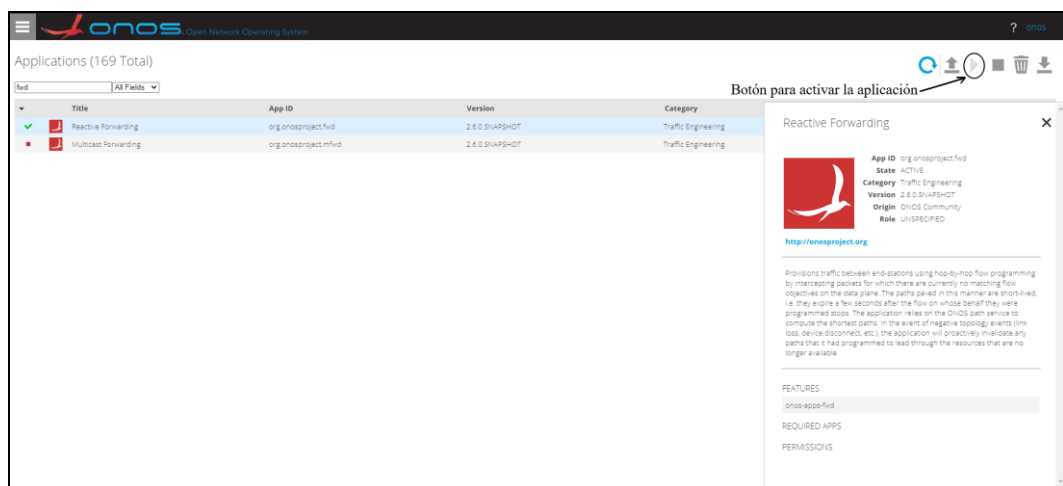 onos Open Network Operating System
? onos
Applications (169 Total)
fwd All Fields
Botón para activar la aplicación
Title App ID Version Category
Reactive Forwarding org.onosproject.fwd 2.6.0.SNAPSHOT Traffic Engineering
Multicast Forwarding org.onosproject.mfwd 2.6.0.SNAPSHOT Traffic Engineering
Reactive Forwarding
App ID org.onosproject.fwd
State ACTIVE
Category Traffic Engineering
Version 2.6.0.SNAPSHOT
Origin ONOS Community
Role UNSPECIFIED
http://onosproject.org
Provisions traffic between end-stations using hop-by-hop flow programming
by intercepting packets for which there are currently no matching flow
objectives on the data plane. The paths paved in this manner are short-lived,
i.e. they expire a few seconds after the flow on whose behalf they were
programmed stops. The application relies on the ONOS path service to
compute the shortest paths. In the event of negative topology events (link
loss, device disconnect, etc.), the application will proactively invalidate any
paths that it had programmed to lead through the resources that are no
longer available.
FEATURES
onos-apps-fwd
REQUIRED APPS
PERMISSIONS